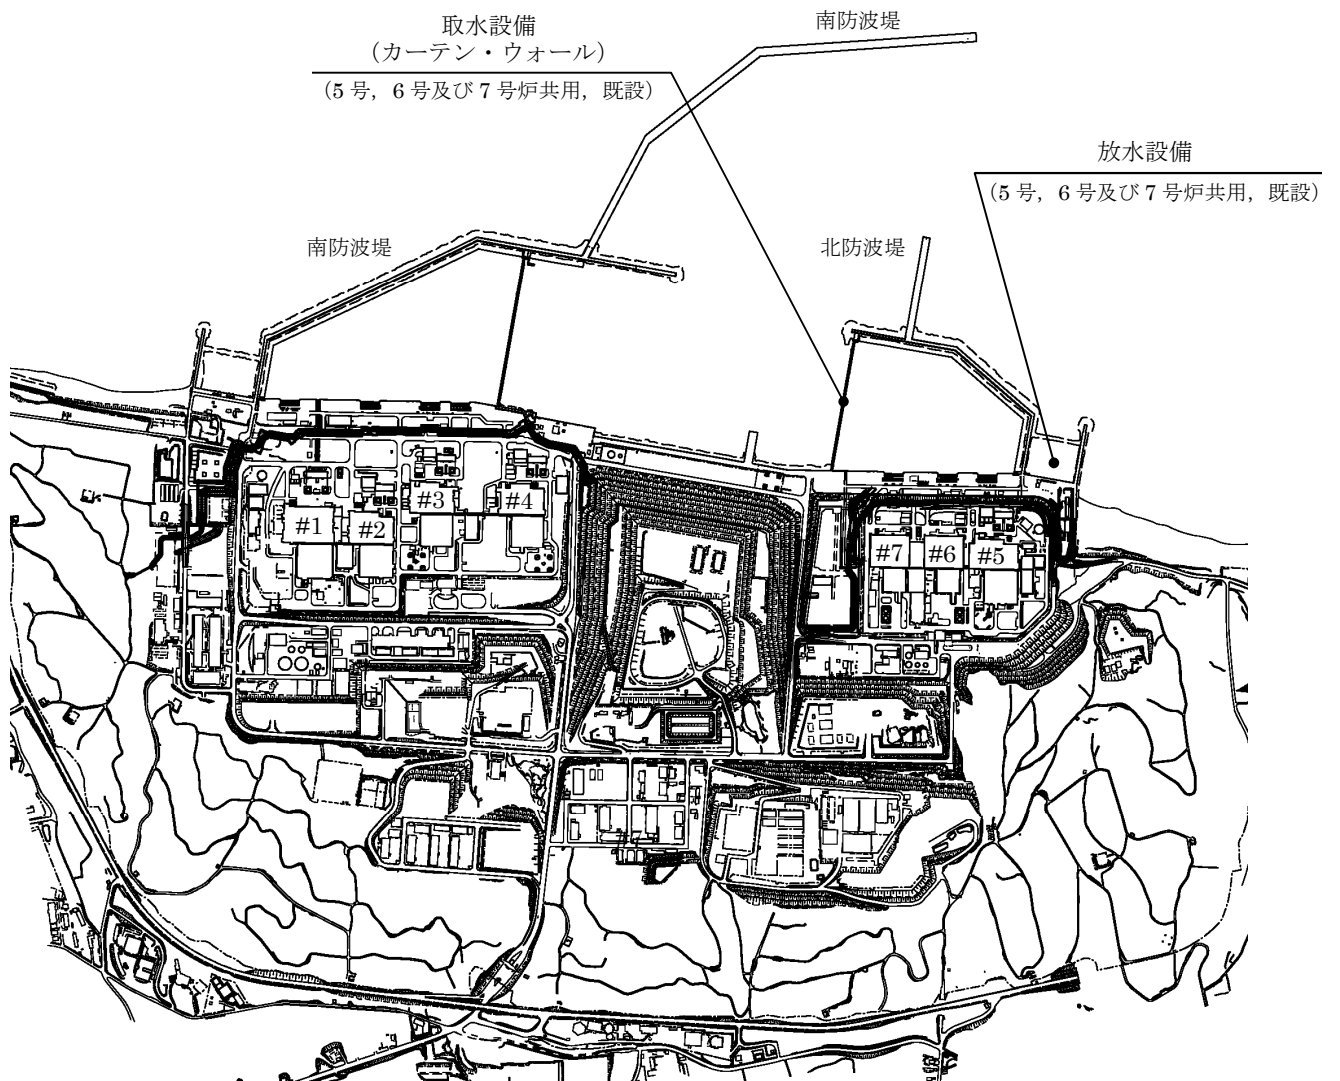 取水設備
（カーテン・ウォール）
（5 号，6 号及び 7 号炉共用，既設）
南防波堤
放水設備
（5 号，6 号及び 7 号炉共用，既設）
南防波堤
北防波堤
#1
#2
#3
#4
#7
#6
#5